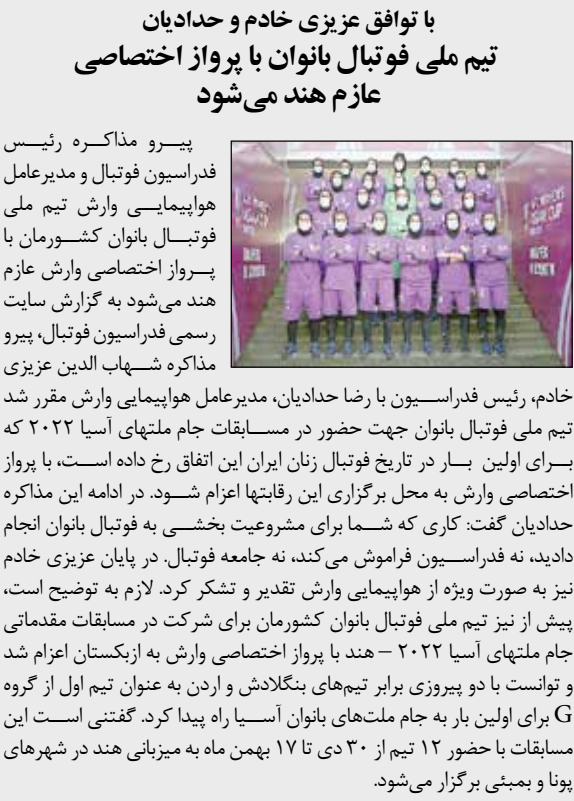 با توافق عزیزی خادم و حدادیان
تیم ملی فوتبال بانوان با پرواز اختصاصی
عازم هند می‌شود
پیرو مذاکره رئیس
فدراسیون فوتبال و مدیرعامل
هواپیمایی وارش تیم ملی
فوتبال بانوان کشورمان با
پرواز اختصاصی وارش عازم
هند می‌شود به گزارش سایت
رسمی فدراسیون فوتبال، پیرو
مذاکره شهاب الدین عزیزی
خادم، رئیس فدراسیون با رضا حدادیان، مدیرعامل هواپیمایی وارش مقرر شد
تیم ملی فوتبال بانوان جهت حضور در مسابقات جام ملتهای آسیا ۲۰۲۲ که
برای اولین بار در تاریخ فوتبال زنان ایران این اتفاق رخ داده است، با پرواز
اختصاصی وارش به محل برگزاری این رقابتها اعزام شود. در ادامه این مذاکره
حدادیان گفت: کاری که شما برای مشروعیت بخشی به فوتبال بانوان انجام
دادید، نه فدراسیون فراموش می‌کند، نه جامعه فوتبال. در پایان عزیزی خادم
نیز به صورت ویژه از هواپیمایی وارش تقدیر و تشکر کرد. لازم به توضیح است،
پیش از نیز تیم ملی فوتبال بانوان کشورمان برای شرکت در مسابقات مقدماتی
جام ملتهای آسیا ۲۰۲۲ – هند با پرواز اختصاصی وارش به ازبکستان اعزام شد
و توانست با دو پیروزی برابر تیم‌های بنگلادش و اردن به عنوان تیم اول از گروه
G برای اولین بار به جام ملت‌های بانوان آسیا راه پیدا کرد. گفتنی است این
مسابقات با حضور ۱۲ تیم از ۳۰ دی تا ۱۷ بهمن ماه به میزبانی هند در شهرهای
پونا و بمبئی برگزار می‌شود.